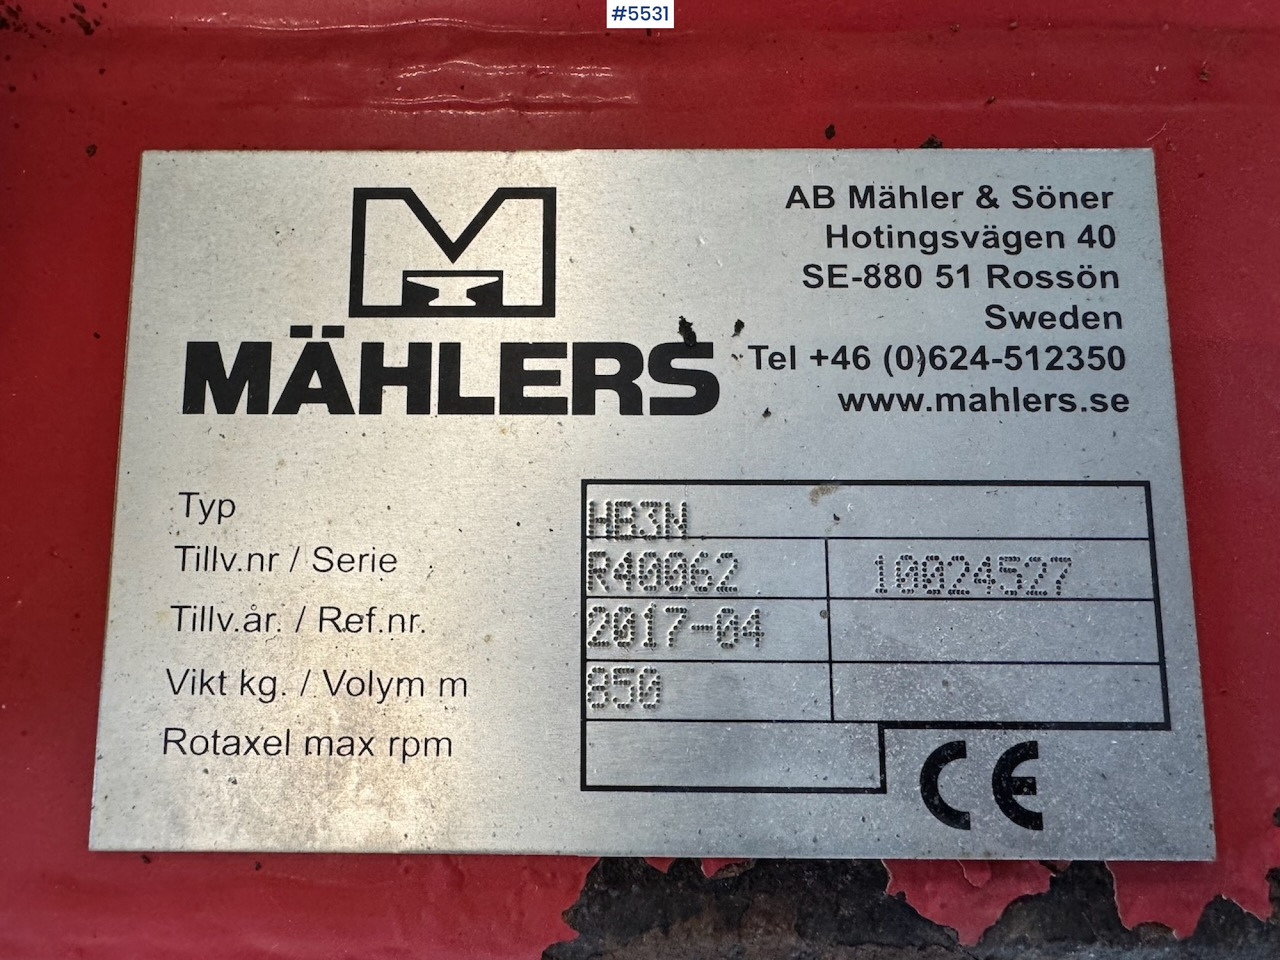 #5531
M
MÄHLERS
AB Mähler & Söner
Hotingsvägen 40
SE-880 51 Rossön
Sweden
Tel +46 (0)624-512350
www.mahlers.se
Typ HB3N
Tillv.nr / Serie R40062 10024527
Tillv.år. / Ref.nr. 2017-04
Vikt kg. / Volym m 850
Rotaxel max rpm
CE